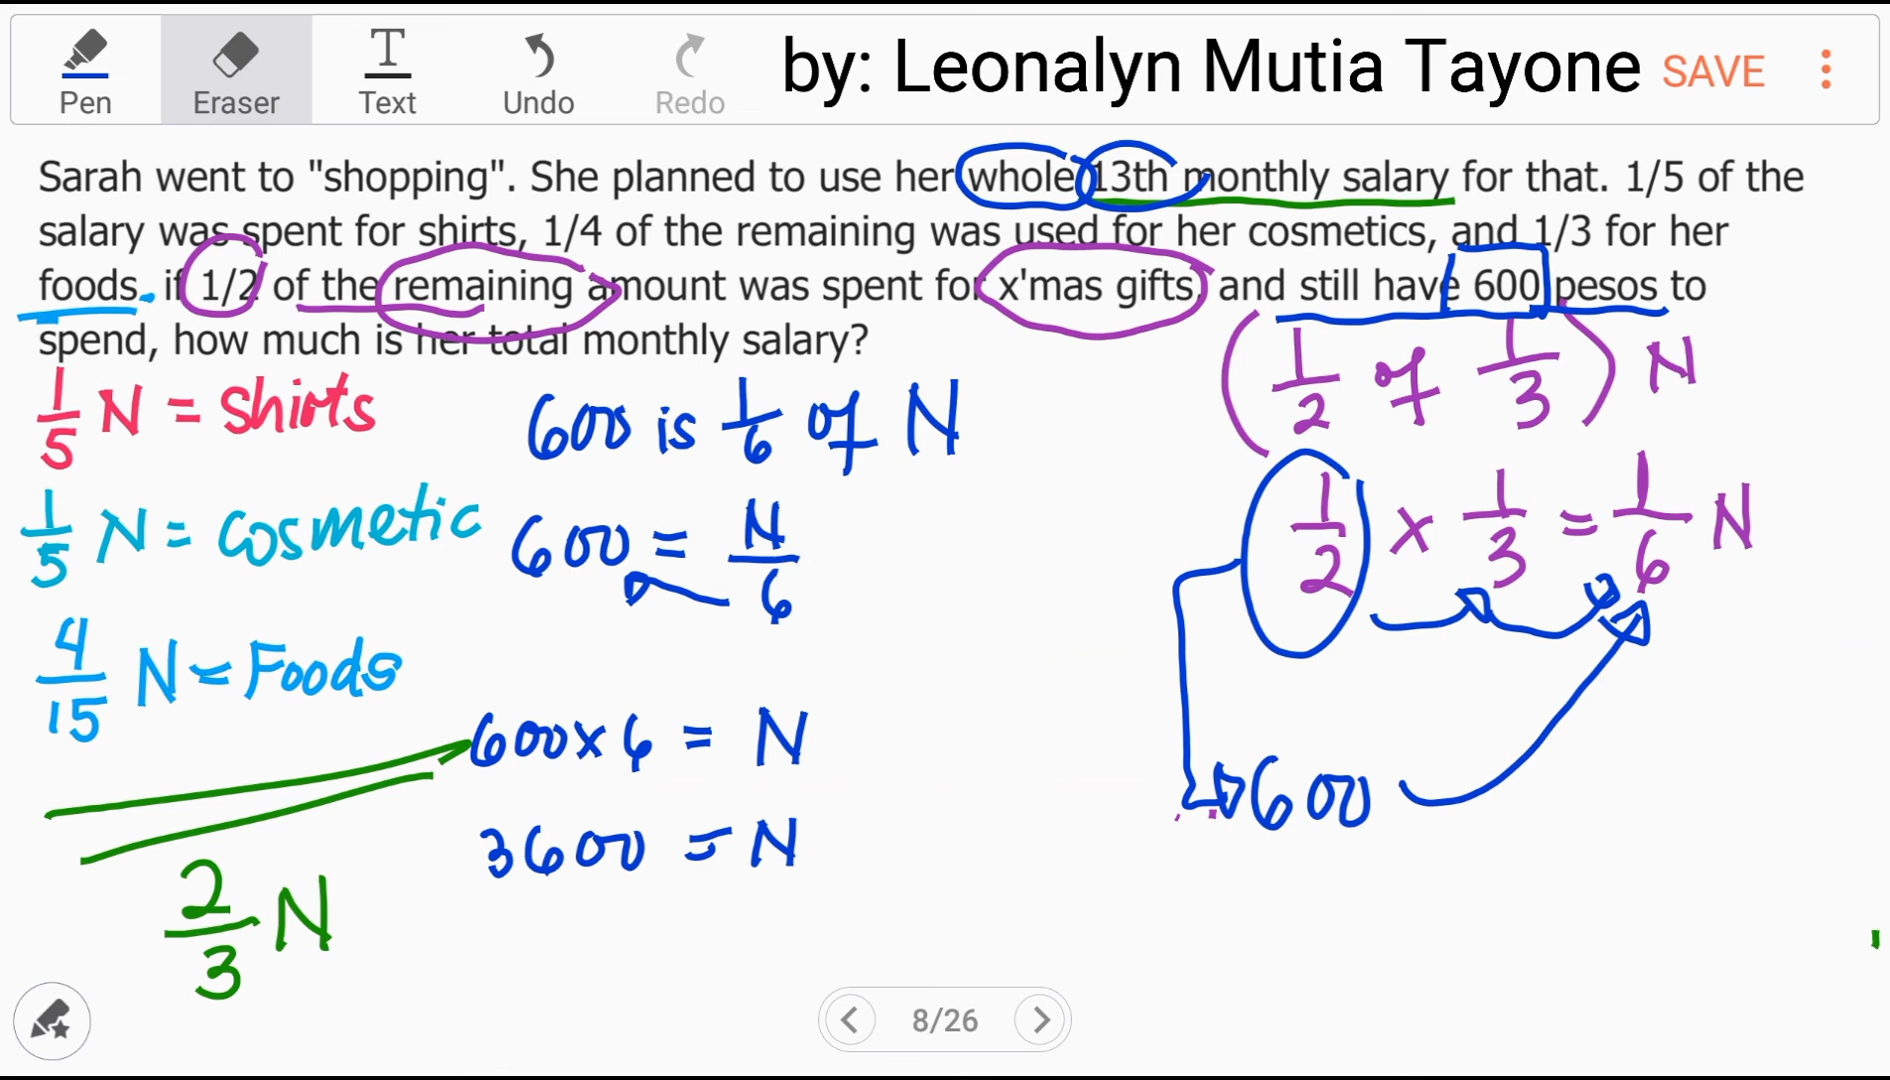 Pen
Eraser
Text
Undo
Redo
by: Leonalyn Mutia Tayone
SAVE
Sarah went to "shopping". She planned to use her whole 13th monthly salary for that. 1/5 of the
salary was spent for shirts, 1/4 of the remaining was used for her cosmetics, and 1/3 for her
foods. if 1/2 of the remaining amount was spent for x'mas gifts, and still have 600 pesos to
spend, how much is her total monthly salary?
1/5 N = Shirts
1/5 N = Cosmetic
4/15 N = Foods
2/3 N
600 is 1/6 of N
600 = N/6
600 x 6 = N
3600 = N
(1/2 of 1/3) N
1/2 x 1/3 = 1/6 N
600
8/26